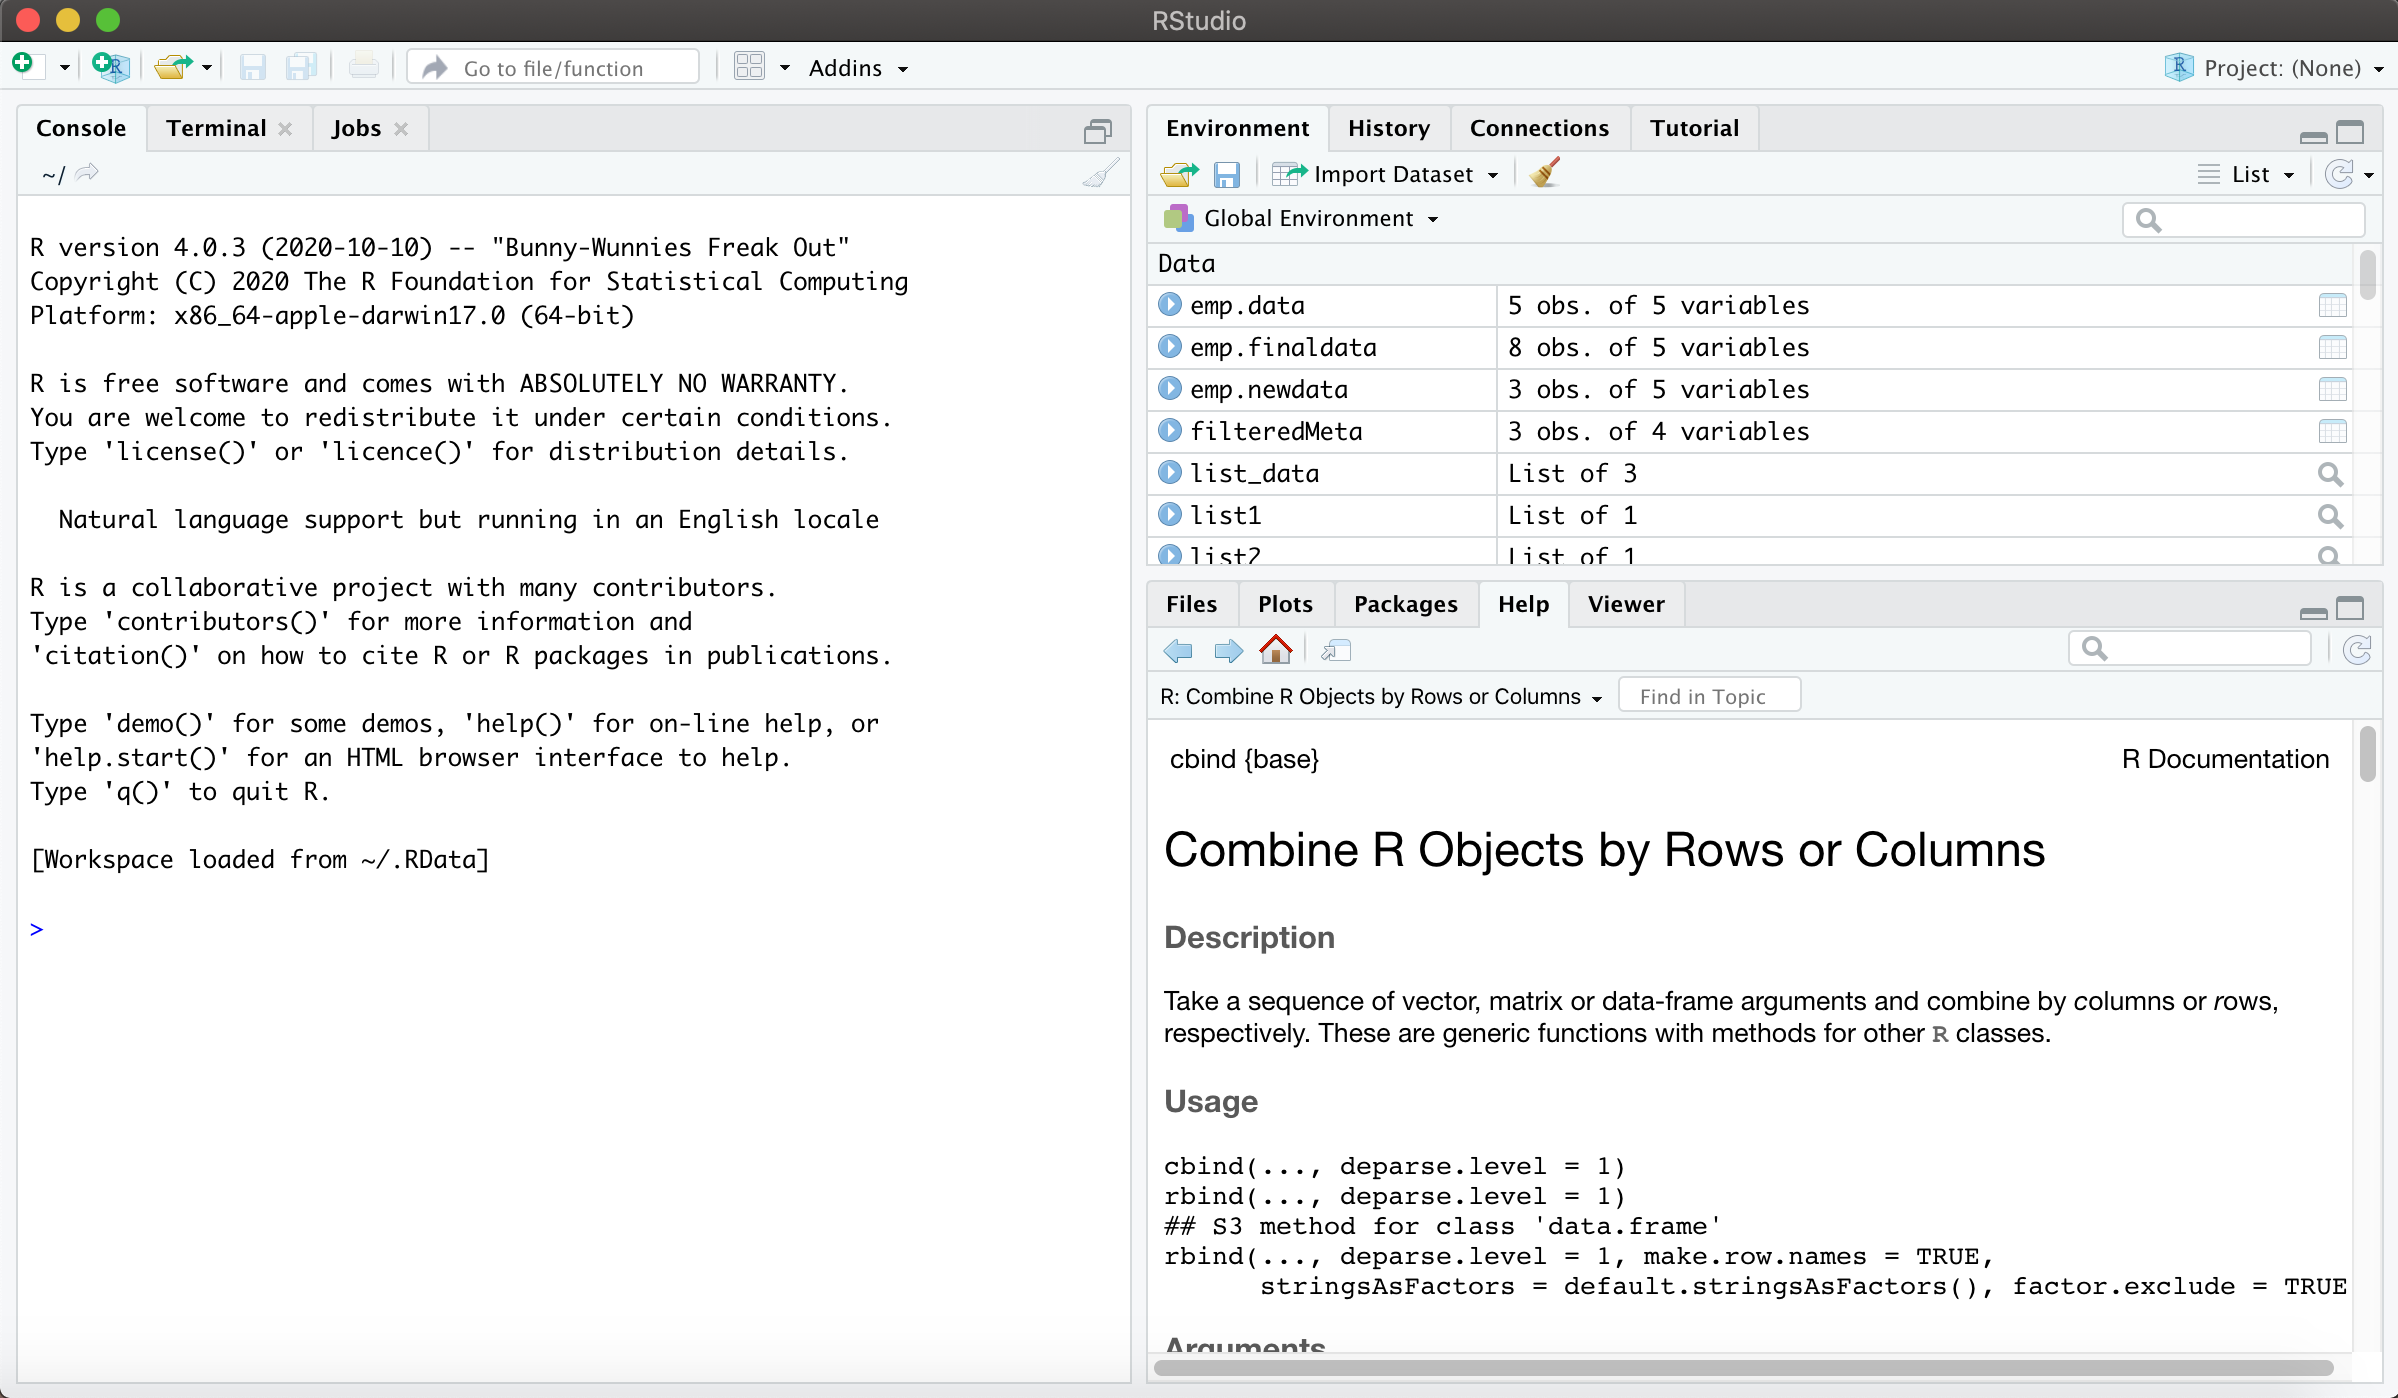 RStudio
Go to file/function
Addins
Project: (None)
Console
Terminal
Jobs
~/
R version 4.0.3 (2020-10-10) -- "Bunny-Wunnies Freak Out"
Copyright (C) 2020 The R Foundation for Statistical Computing
Platform: x86_64-apple-darwin17.0 (64-bit)
R is free software and comes with ABSOLUTELY NO WARRANTY.
You are welcome to redistribute it under certain conditions.
Type 'license()' or 'licence()' for distribution details.
Natural language support but running in an English locale
R is a collaborative project with many contributors.
Type 'contributors()' for more information and
'citation()' on how to cite R or R packages in publications.
Type 'demo()' for some demos, 'help()' for on-line help, or
'help.start()' for an HTML browser interface to help.
Type 'q()' to quit R.
[Workspace loaded from ~/.RData]
>
Environment
History
Connections
Tutorial
Import Dataset
List
Global Environment
Data
emp.data 5 obs. of 5 variables
emp.finaldata 8 obs. of 5 variables
emp.newdata 3 obs. of 5 variables
filteredMeta 3 obs. of 4 variables
list_data List of 3
list1 List of 1
list2 List of 1
Files
Plots
Packages
Help
Viewer
R: Combine R Objects by Rows or Columns
Find in Topic
cbind {base}
R Documentation
Combine R Objects by Rows or Columns
Description
Take a sequence of vector, matrix or data-frame arguments and combine by columns or rows,
respectively. These are generic functions with methods for other R classes.
Usage
cbind(..., deparse.level = 1)
rbind(..., deparse.level = 1)
## S3 method for class 'data.frame'
rbind(..., deparse.level = 1, make.row.names = TRUE,
stringsAsFactors = default.stringsAsFactors(), factor.exclude = TRUE
Arguments